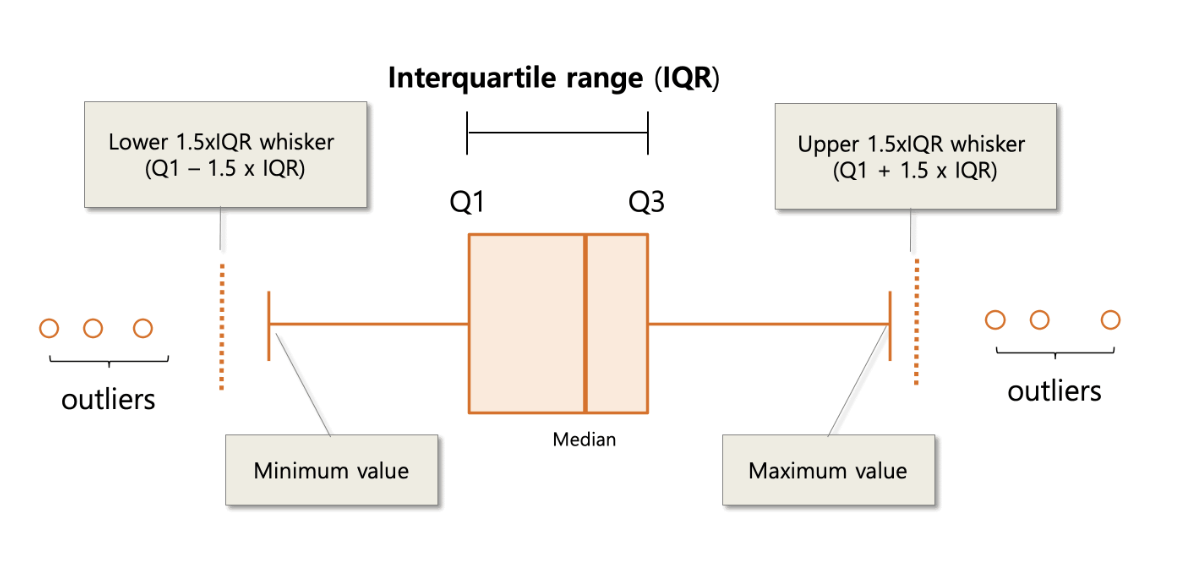 Interquartile range (IQR)
Lower 1.5xIQR whisker
(Q1 – 1.5 x IQR)
Upper 1.5xIQR whisker
(Q1 + 1.5 x IQR)
Q1
Q3
outliers
outliers
Median
Minimum value
Maximum value